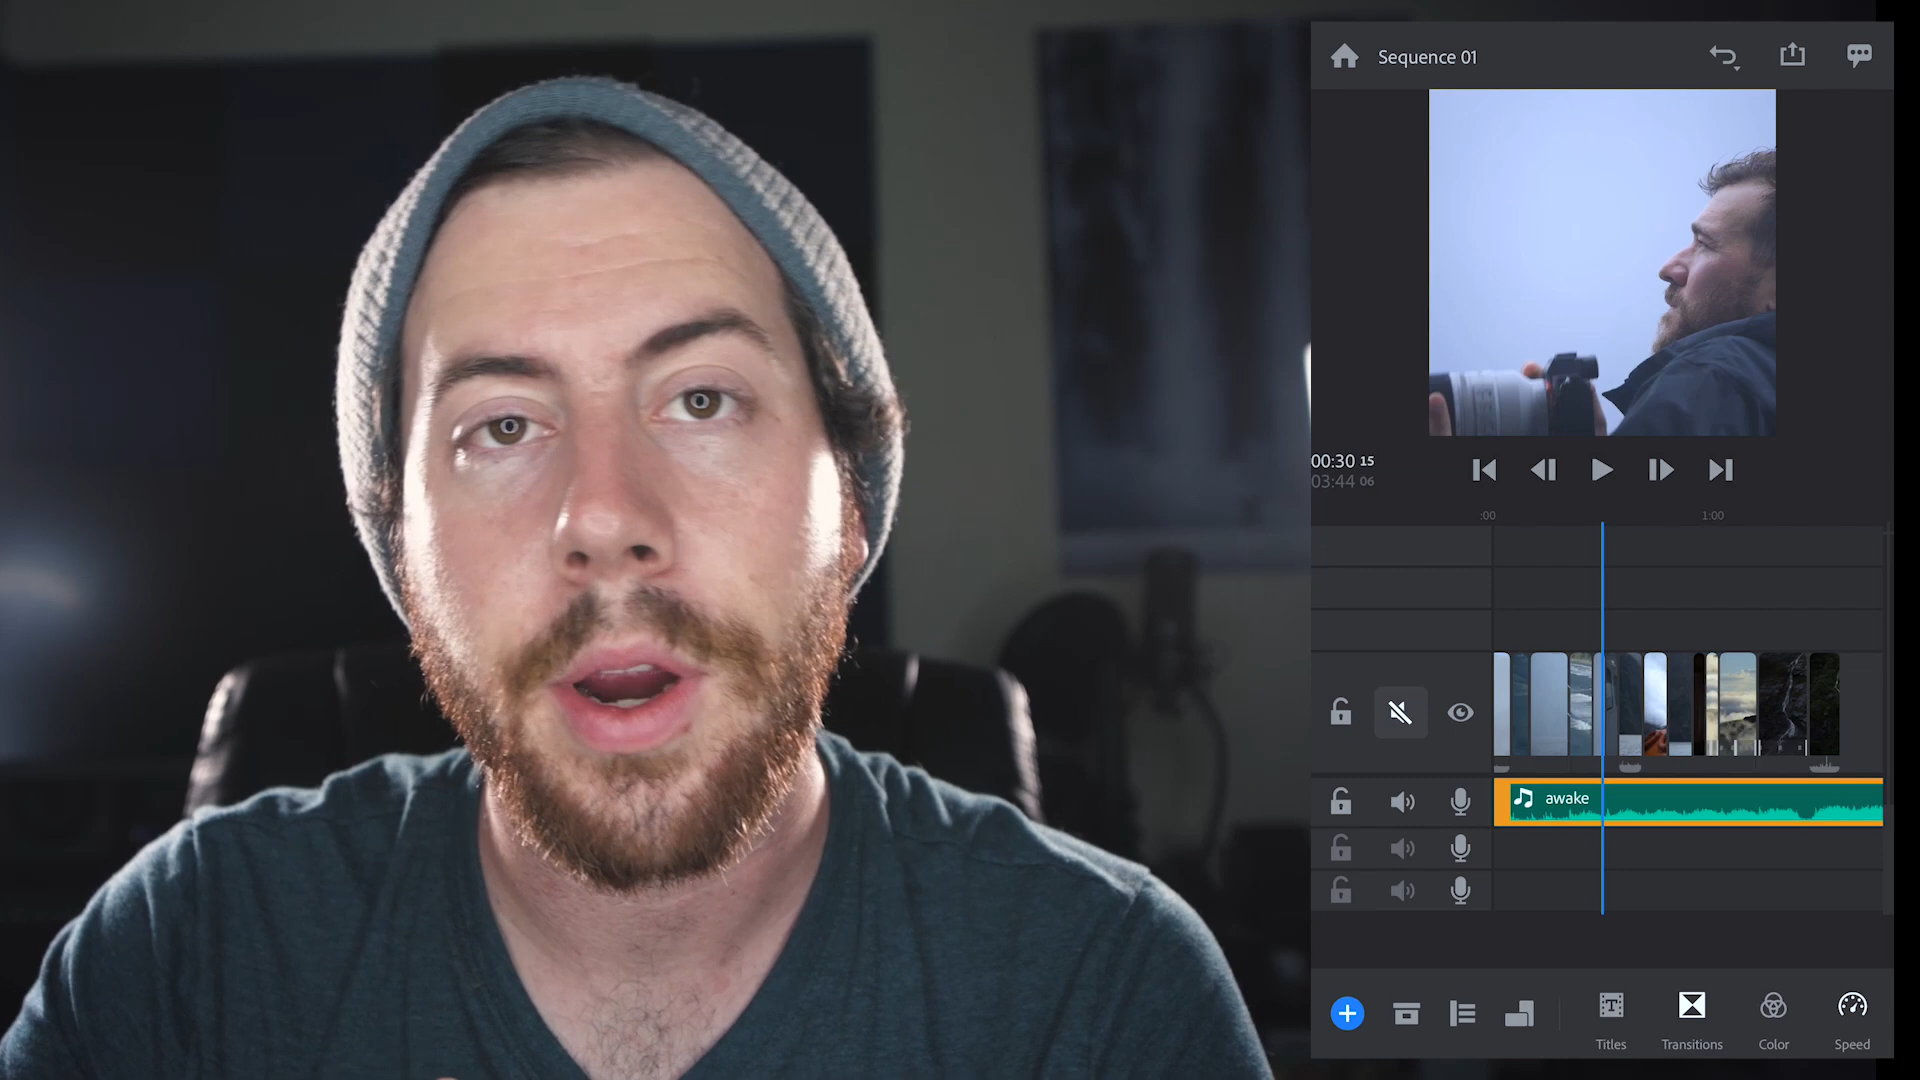 Sequence 01
00:30 15
03:44 06
:00
1:00
awake
Titles
Transitions
Color
Speed